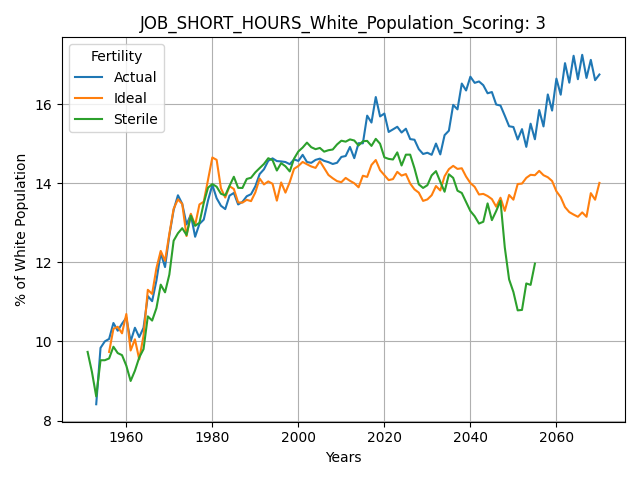 JOB_SHORT_HOURS_White_Population_Scoring: 3
Fertility
Actual
Ideal
Sterile
% of White Population
16
14
12
10
8
1960 1980 2000 2020 2040 2060
Years